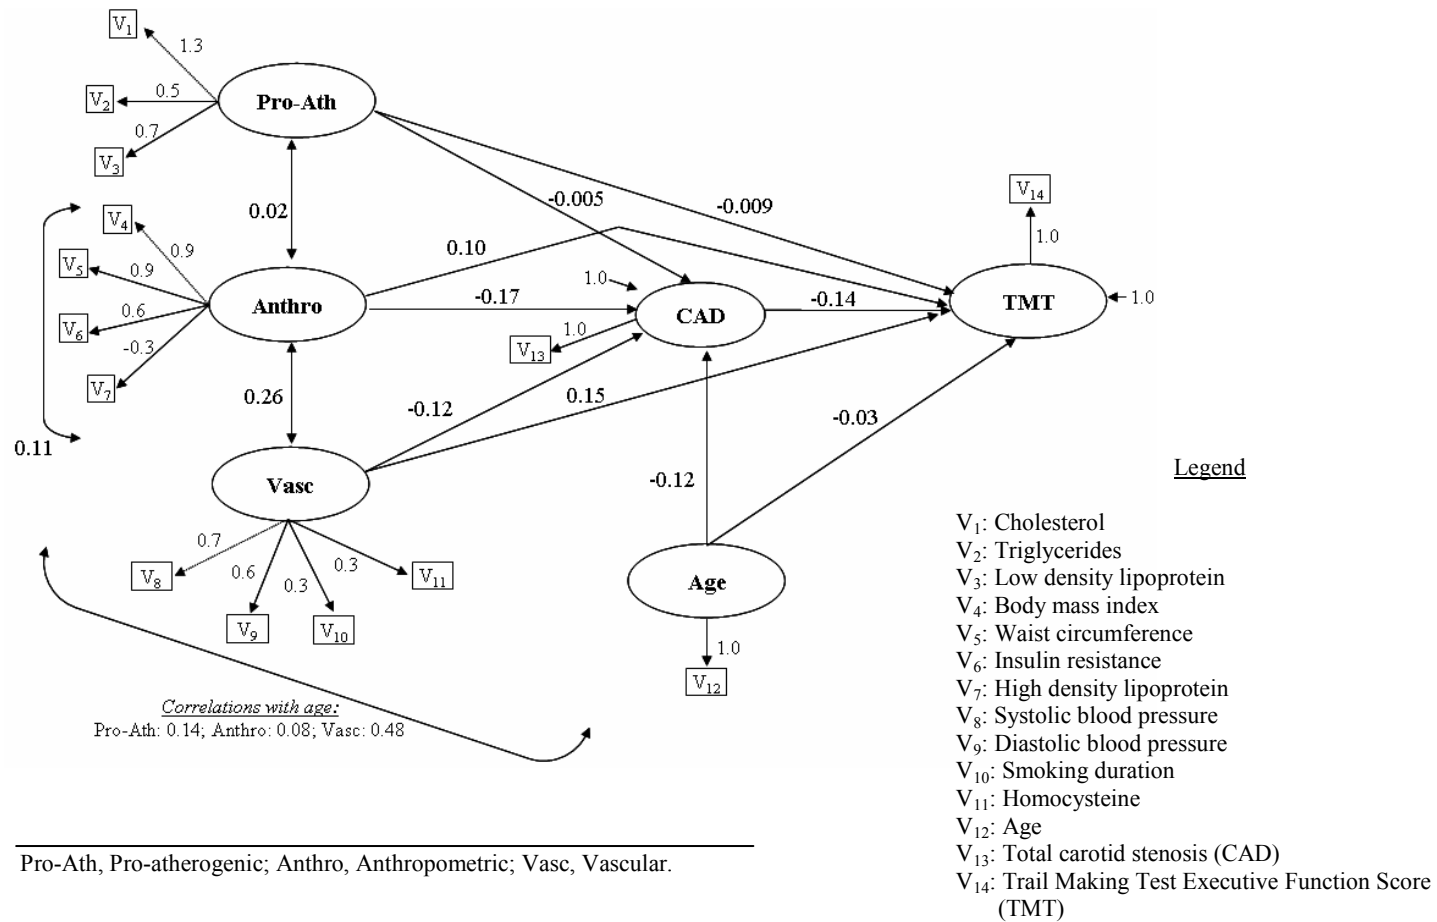 V1
1.3
V2
0.5
Pro-Ath
0.7
V3
-0.005
-0.009
V14
0.02
V4
0.9
1.0
V5
0.9
0.10
1.0
Anthro
-0.17
-0.14
TMT
1.0
V6
0.6
CAD
-0.3
1.0
V13
V7
0.26
-0.12
0.15
-0.03
0.11
Vasc
-0.12
Legend
0.7
0.6
0.3
0.3
V8
V11
Age
V9
V10
1.0
V12
Correlations with age:
Pro-Ath: 0.14; Anthro: 0.08; Vasc: 0.48
V1: Cholesterol
V2: Triglycerides
V3: Low density lipoprotein
V4: Body mass index
V5: Waist circumference
V6: Insulin resistance
V7: High density lipoprotein
V8: Systolic blood pressure
V9: Diastolic blood pressure
V10: Smoking duration
V11: Homocysteine
V12: Age
V13: Total carotid stenosis (CAD)
V14: Trail Making Test Executive Function Score
(TMT)
Pro-Ath, Pro-atherogenic; Anthro, Anthropometric; Vasc, Vascular.